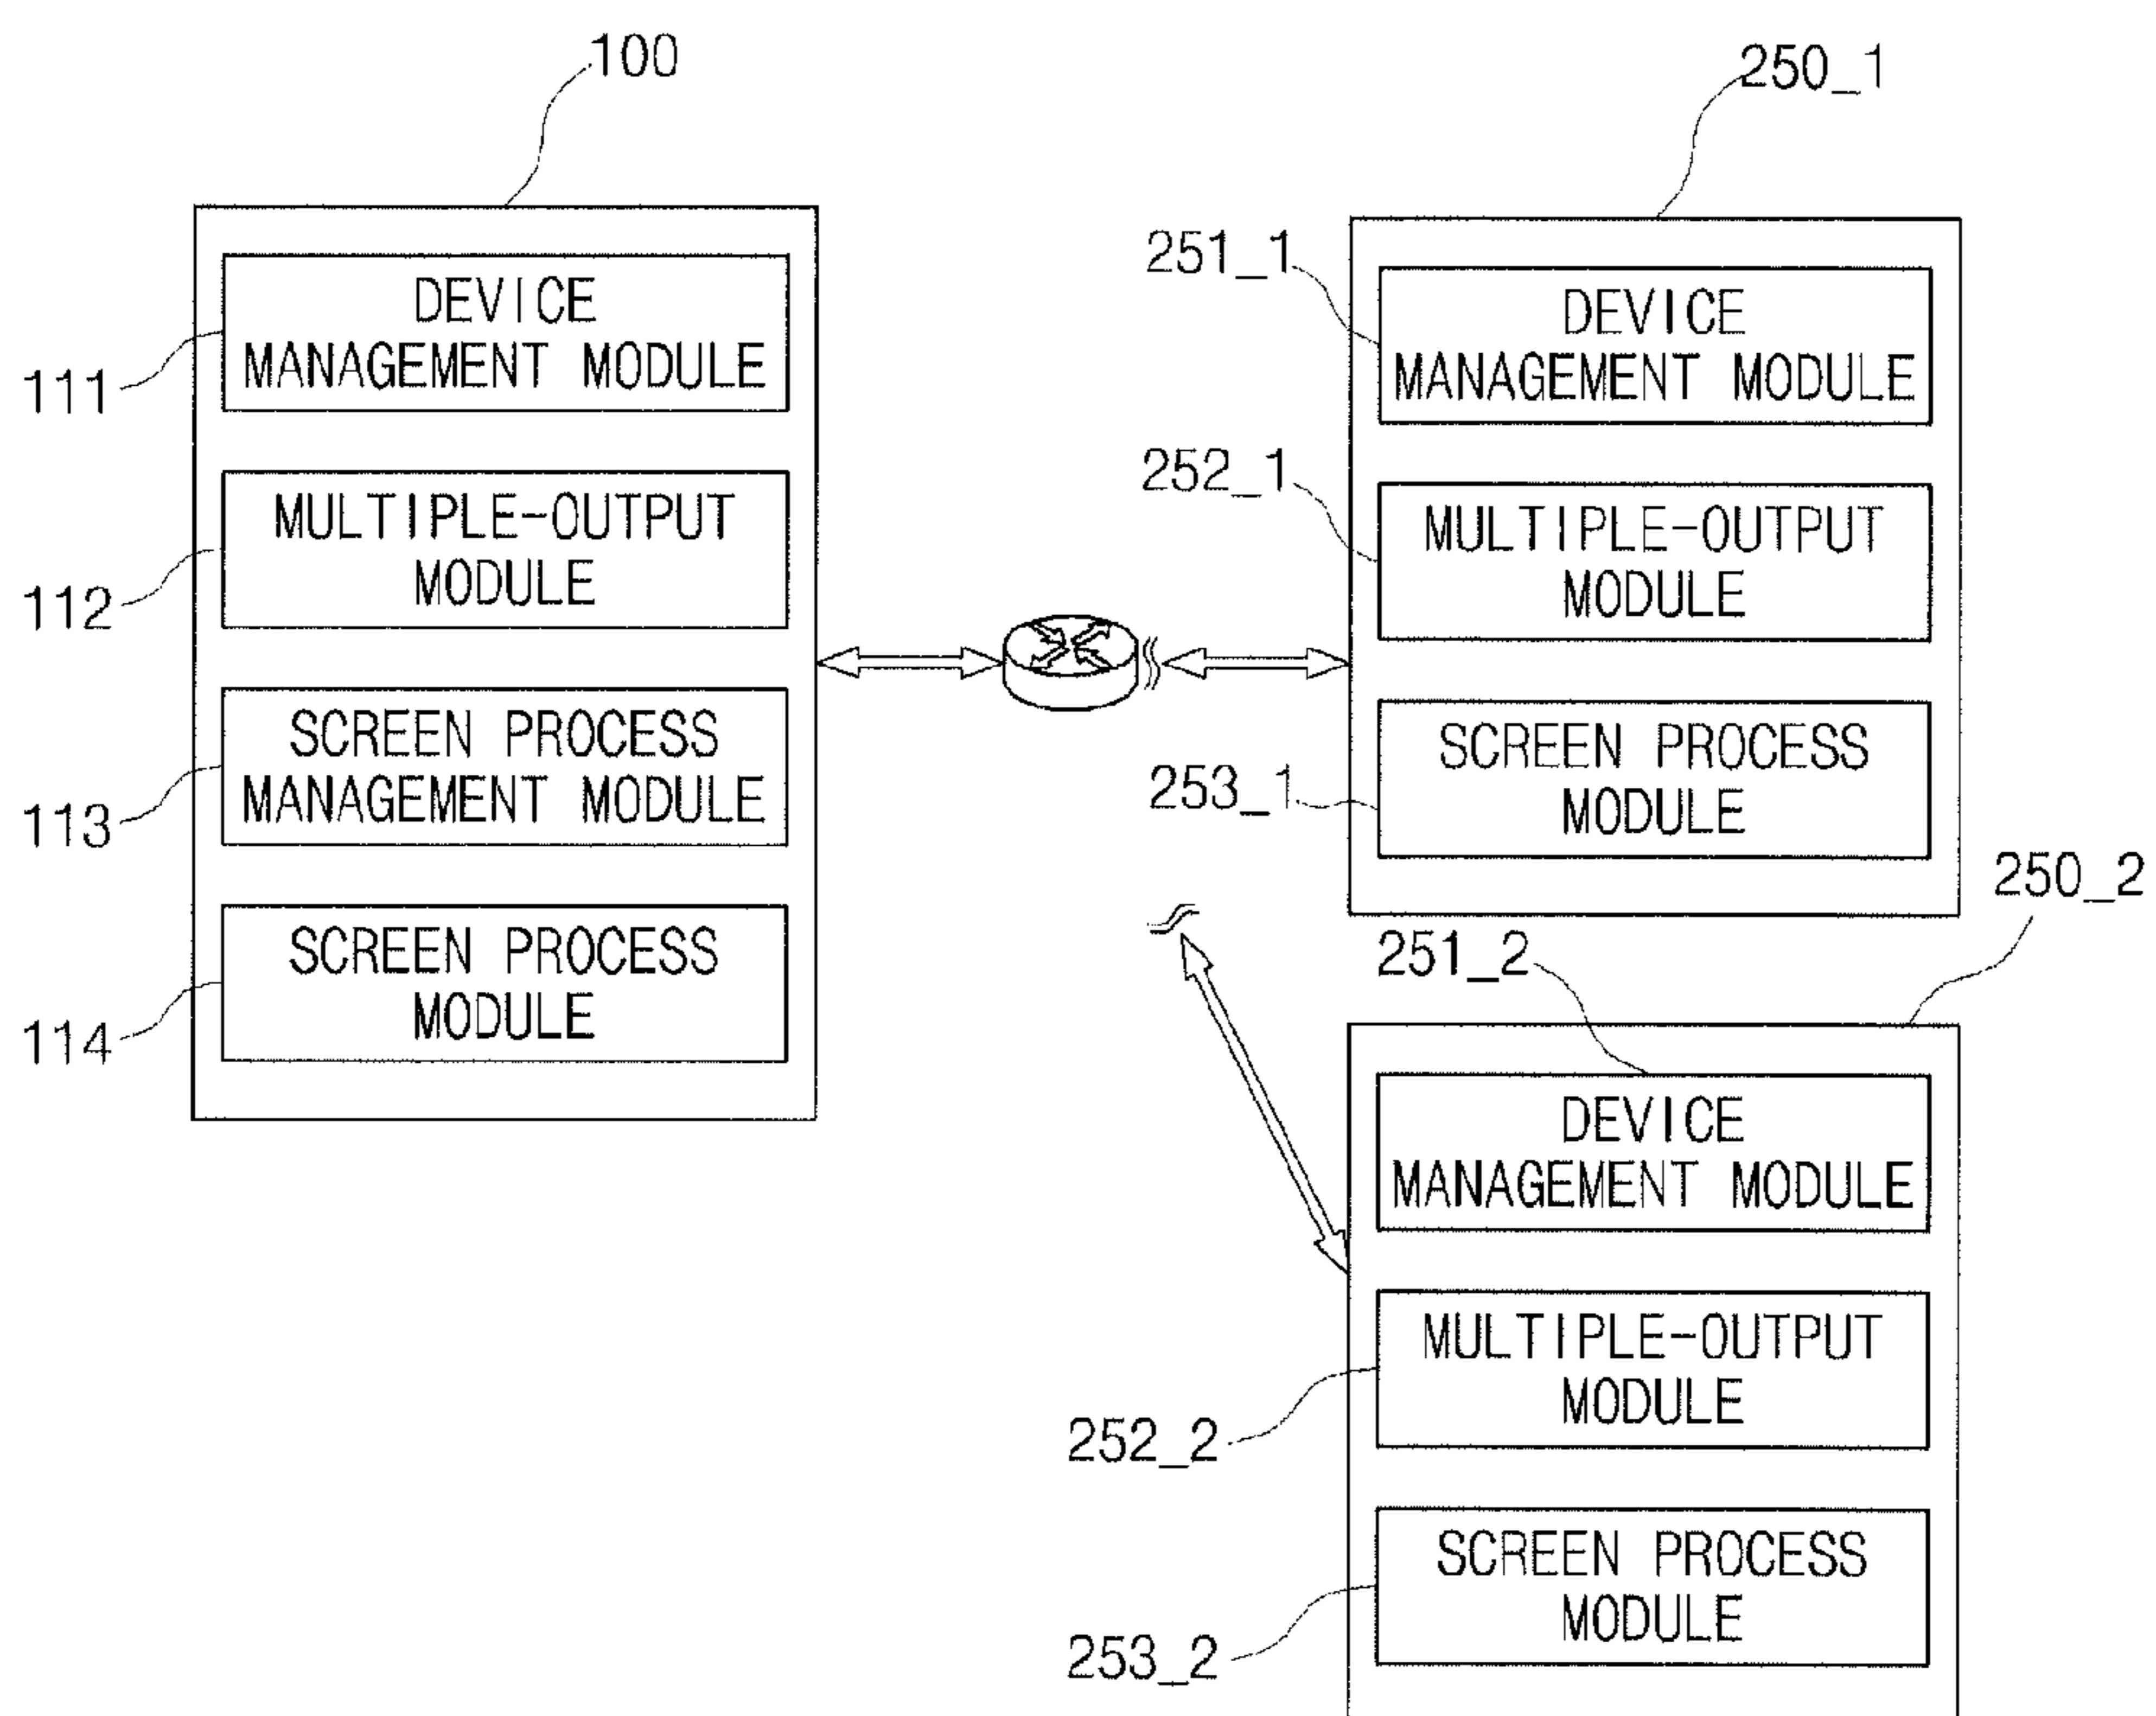 100
DEVICE
MANAGEMENT MODULE
111
MULTIPLE-OUTPUT
MODULE
112
SCREEN PROCESS
MANAGEMENT MODULE
113
SCREEN PROCESS
MODULE
114
250_1
251_1
DEVICE
MANAGEMENT MODULE
252_1
MULTIPLE-OUTPUT
MODULE
253_1
SCREEN PROCESS
MODULE
250_2
251_2
DEVICE
MANAGEMENT MODULE
MULTIPLE-OUTPUT
MODULE
252_2
SCREEN PROCESS
MODULE
253_2